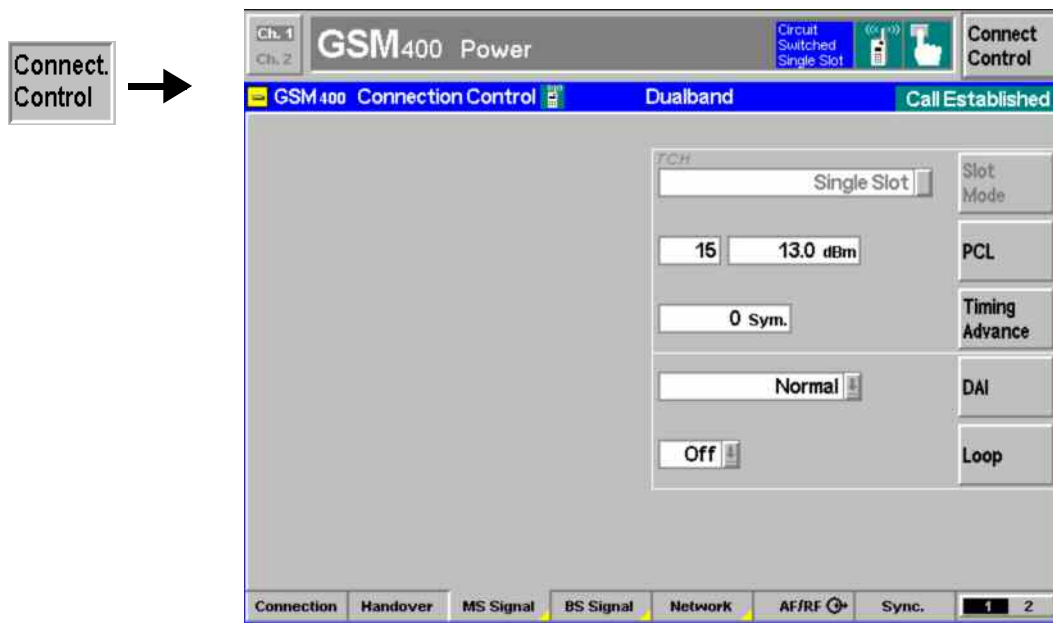 Connect.
Control
Ch. 1
Ch. 2
GSM400 Power
Circuit
Switched
Single Slot
Connect
Control
GSM400 Connection Control
Dualband
Call Established
TCH
Single Slot
Slot
Mode
15
13.0 dBm
PCL
0 Sym.
Timing
Advance
Normal
DAI
Off
Loop
Connection
Handover
MS Signal
BS Signal
Network
AF/RF
Sync.
1 2